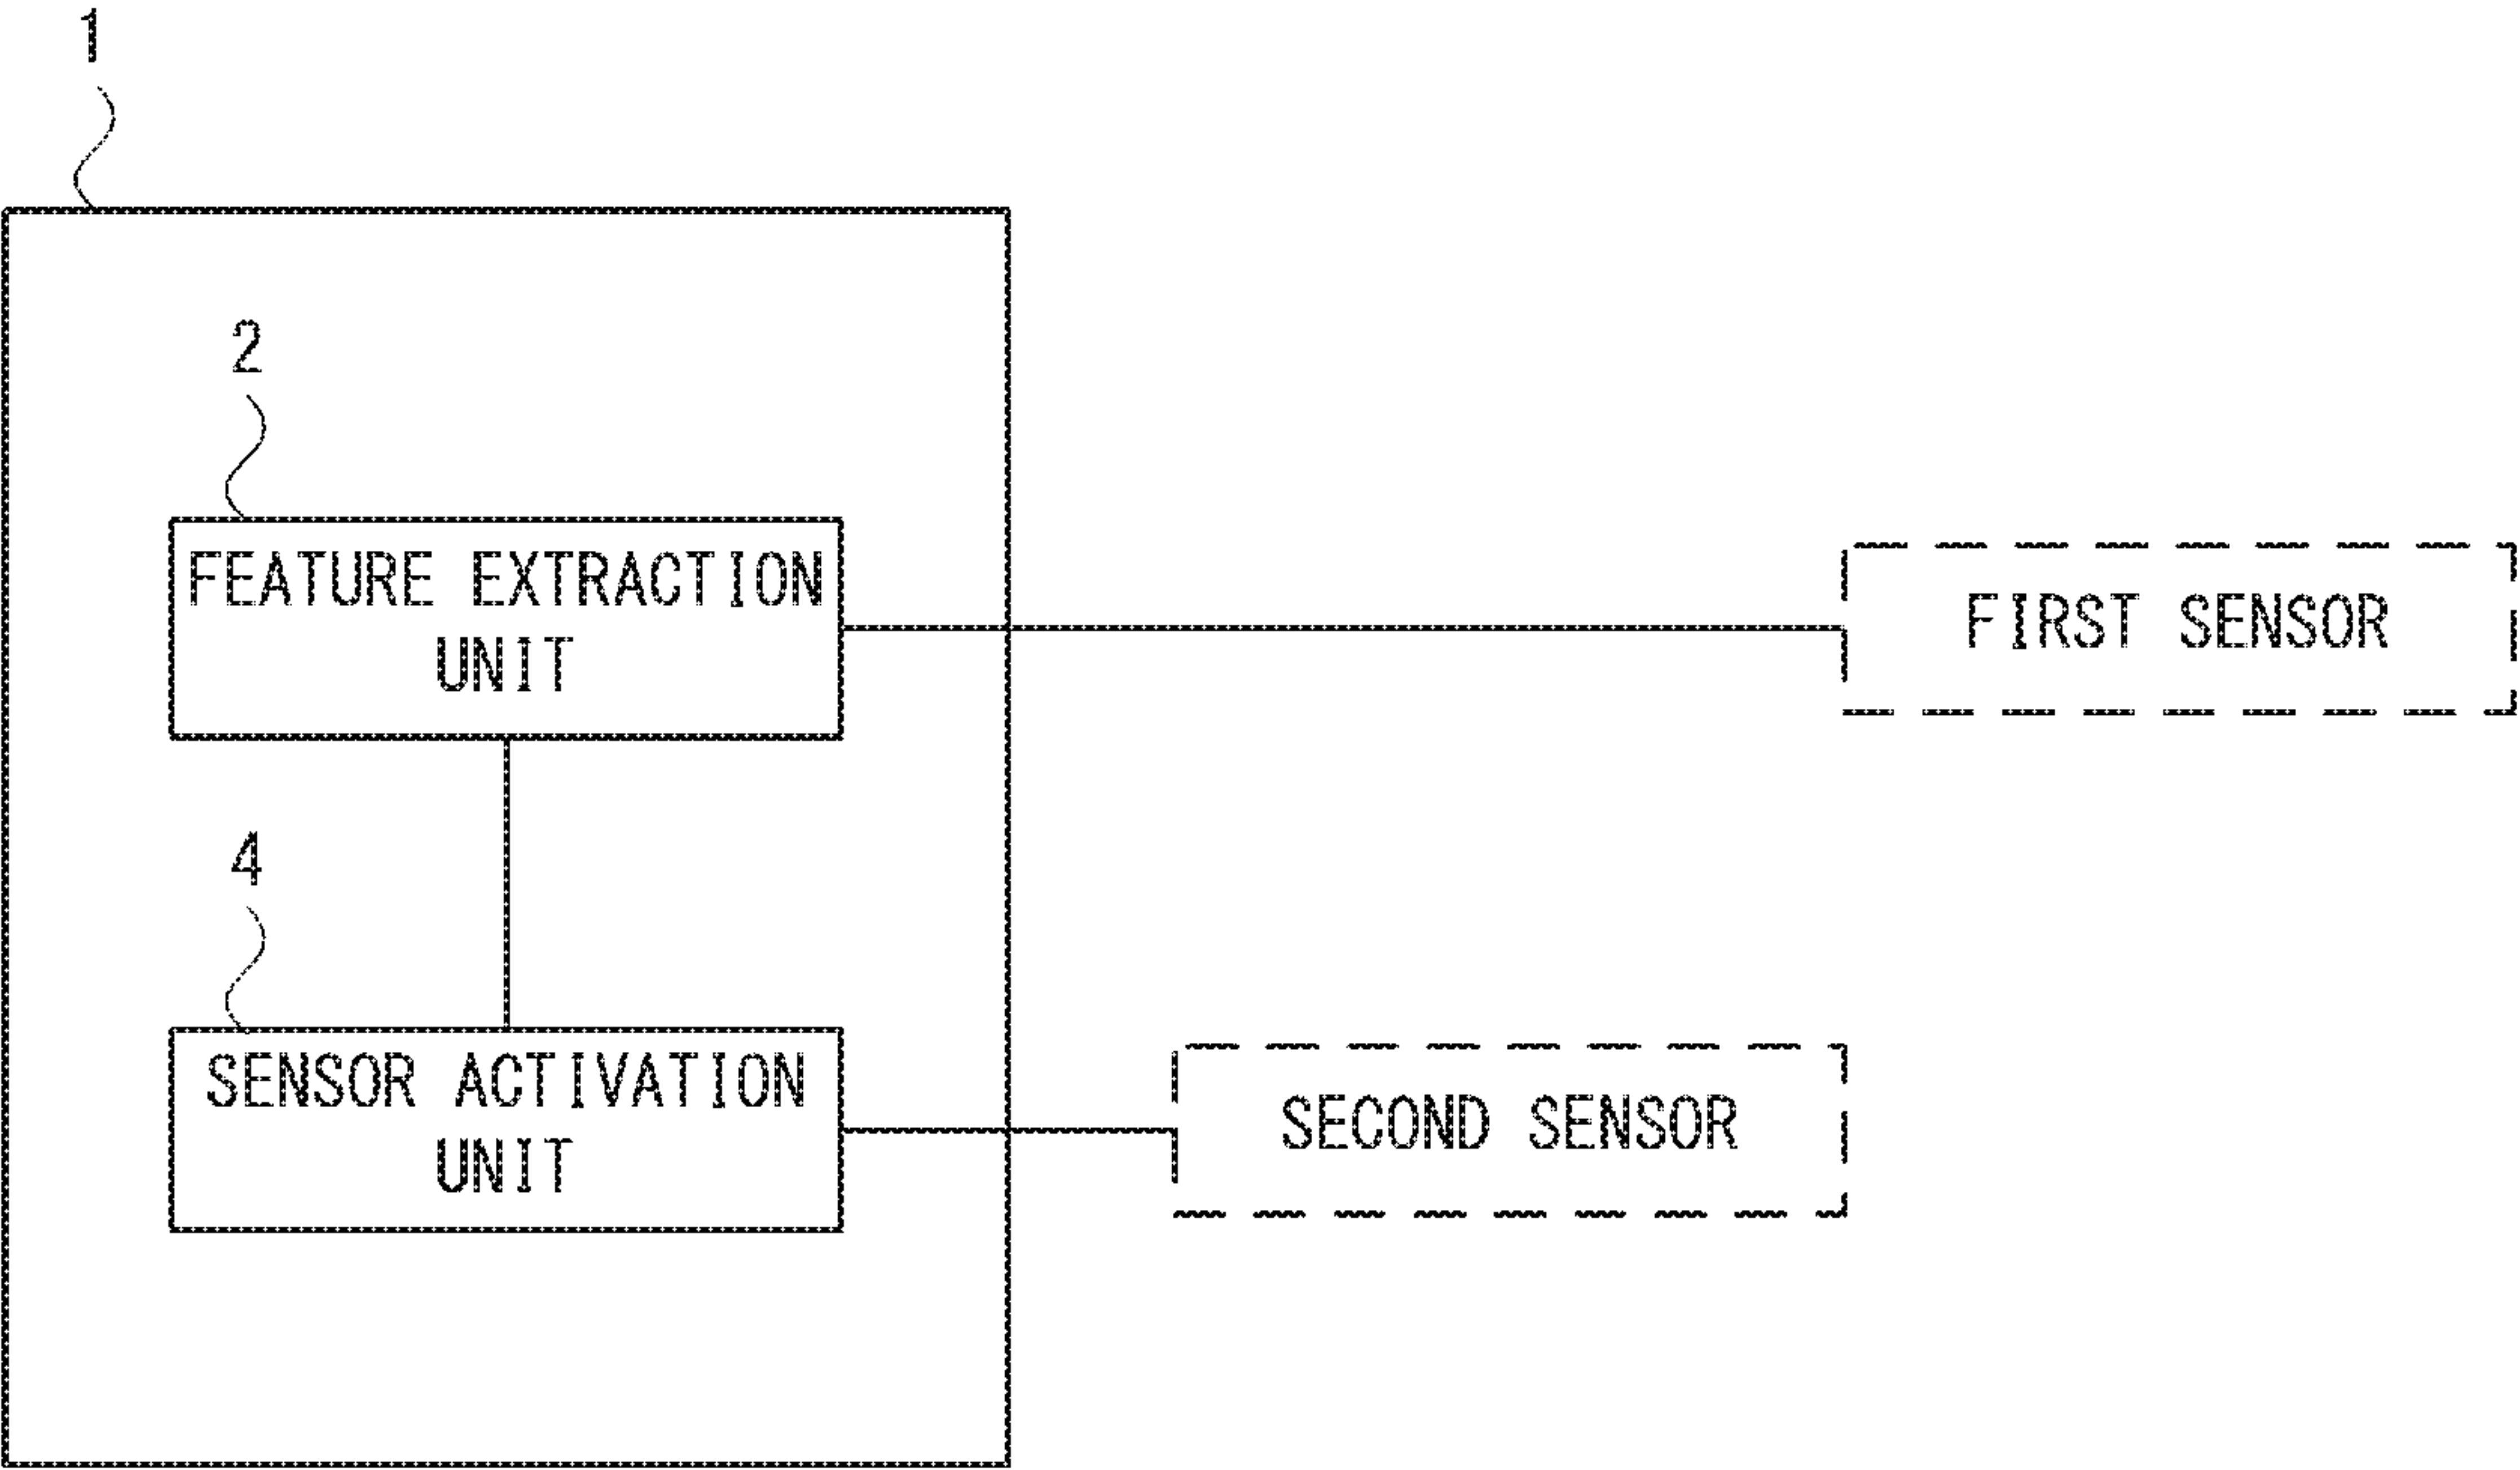 1
2
FEATURE EXTRACTION
UNIT
FIRST SENSOR
4
SENSOR ACTIVATION
UNIT
SECOND SENSOR